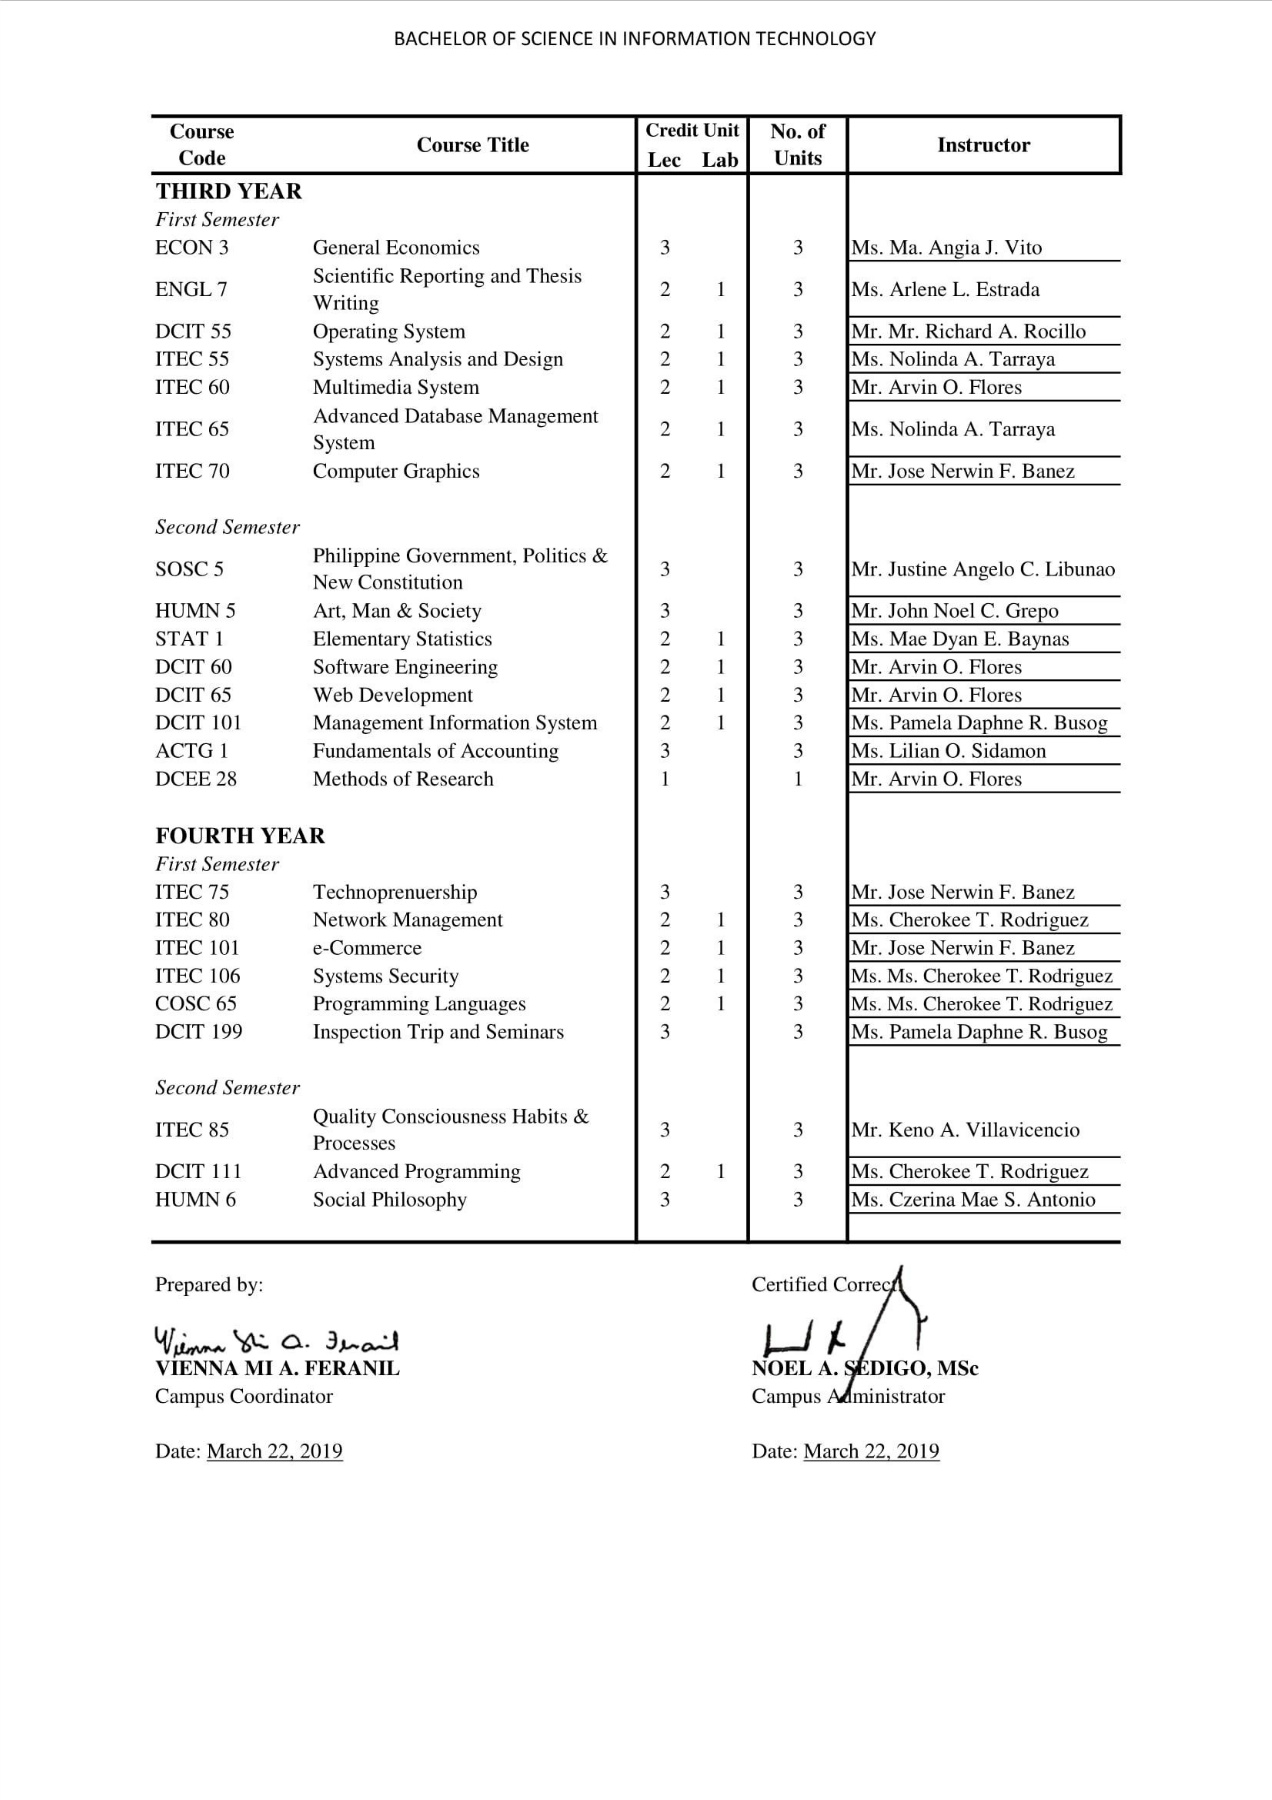 BACHELOR OF SCIENCE IN INFORMATION TECHNOLOGY
Course Code Course Title Credit Unit Lec Lab No. of Units Instructor
THIRD YEAR
First Semester
ECON 3 General Economics 3 3 Ms. Ma. Angia J. Vito
ENGL 7 Scientific Reporting and Thesis Writing 2 1 3 Ms. Arlene L. Estrada
DCIT 55 Operating System 2 1 3 Mr. Mr. Richard A. Rocillo
ITEC 55 Systems Analysis and Design 2 1 3 Ms. Nolinda A. Tarraya
ITEC 60 Multimedia System 2 1 3 Mr. Arvin O. Flores
ITEC 65 Advanced Database Management System 2 1 3 Ms. Nolinda A. Tarraya
ITEC 70 Computer Graphics 2 1 3 Mr. Jose Nerwin F. Banez
Second Semester
SOSC 5 Philippine Government, Politics & New Constitution 3 3 Mr. Justine Angelo C. Libunao
HUMN 5 Art, Man & Society 3 3 Mr. John Noel C. Grepo
STAT 1 Elementary Statistics 2 1 3 Ms. Mae Dyan E. Baynas
DCIT 60 Software Engineering 2 1 3 Mr. Arvin O. Flores
DCIT 65 Web Development 2 1 3 Mr. Arvin O. Flores
DCIT 101 Management Information System 2 1 3 Ms. Pamela Daphne R. Busog
ACTG 1 Fundamentals of Accounting 3 3 Ms. Lilian O. Sidamon
DCEE 28 Methods of Research 1 1 Mr. Arvin O. Flores
FOURTH YEAR
First Semester
ITEC 75 Technoprenuership 3 3 Mr. Jose Nerwin F. Banez
ITEC 80 Network Management 2 1 3 Ms. Cherokee T. Rodriguez
ITEC 101 e-Commerce 2 1 3 Mr. Jose Nerwin F. Banez
ITEC 106 Systems Security 2 1 3 Ms. Ms. Cherokee T. Rodriguez
COSC 65 Programming Languages 2 1 3 Ms. Ms. Cherokee T. Rodriguez
DCIT 199 Inspection Trip and Seminars 3 3 Ms. Pamela Daphne R. Busog
Second Semester
ITEC 85 Quality Consciousness Habits & Processes 3 3 Mr. Keno A. Villavicencio
DCIT 111 Advanced Programming 2 1 3 Ms. Cherokee T. Rodriguez
HUMN 6 Social Philosophy 3 3 Ms. Czerina Mae S. Antonio
Prepared by: Certified Correct
VIENNA MI A. FERANIL NOEL A. SEDIGO, MSc
Campus Coordinator Campus Administrator
Date: March 22, 2019 Date: March 22, 2019